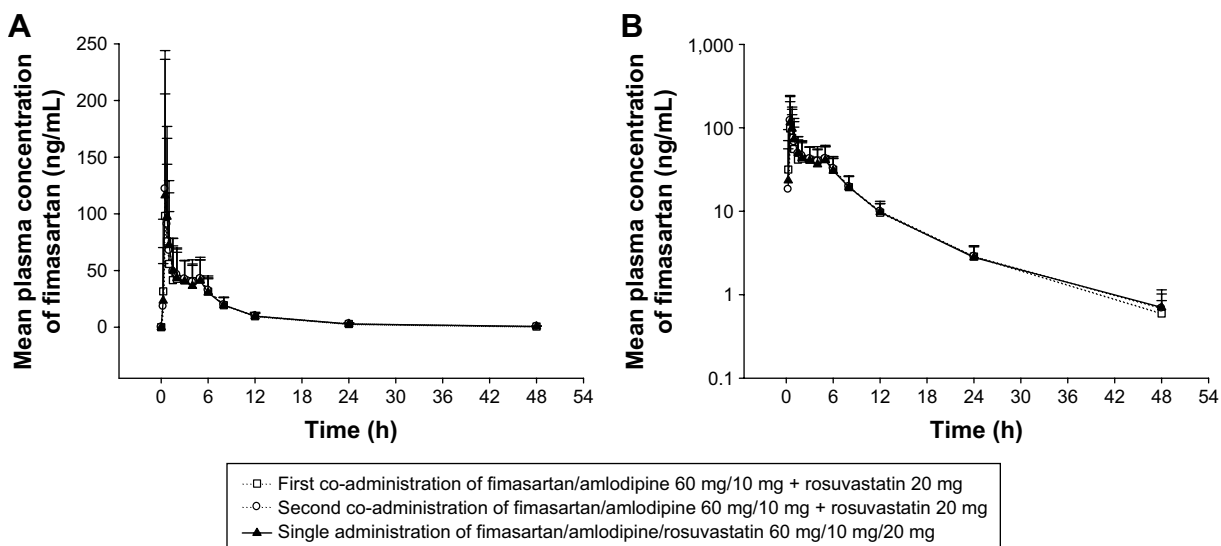 A
Mean plasma concentration
of fimasartan (ng/mL)
250
200
150
100
50
0
0 6 12 24 36 42 48 54
Time (h)
B
Mean plasma concentration
of fimasartan (ng/mL)
1,000
100
10
1
0.1
0 6 12 18 24 30 36 42 48 54
Time (h)
First co-administration of fimasartan/amlodipine 60 mg/10 mg + rosuvastatin 20 mg
Second co-administration of fimasartan/amlodipine 60 mg/10 mg + rosuvastatin 20 mg
Single administration of fimasartan/amlodipine/rosuvastatin 60 mg/10 mg/20 mg